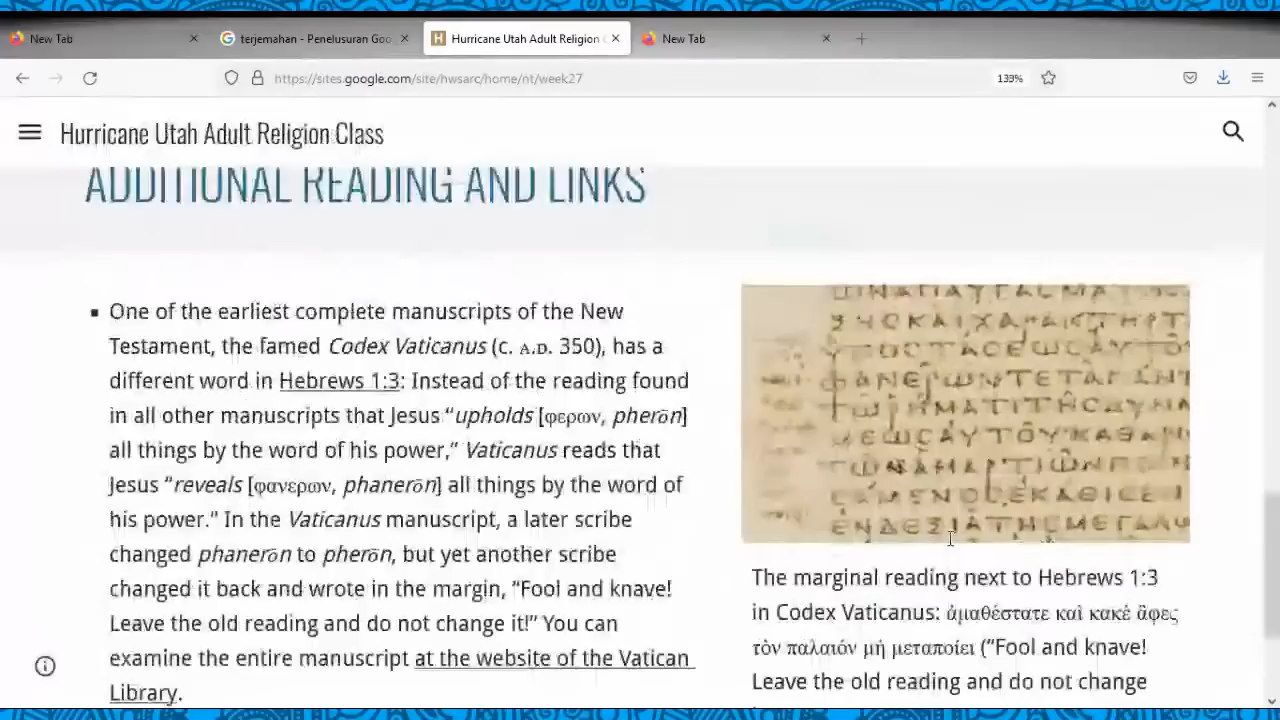 New Tab
terjemahan - Penelusuran Goo
Hurricane Utah Adult Religion
New Tab
https://sites.google.com/site/hwsarc/home/nt/week27
139%
Hurricane Utah Adult Religion Class
ADDITIONAL READING AND LINKS
One of the earliest complete manuscripts of the New
Testament, the famed Codex Vaticanus (c. A.D. 350), has a
different word in Hebrews 1:3: Instead of the reading found
in all other manuscripts that Jesus “upholds [φερων, pherōn]
all things by the word of his power,” Vaticanus reads that
Jesus “reveals [φανερων, phanerōn] all things by the word of
his power.” In the Vaticanus manuscript, a later scribe
changed phanerōn to pherōn, but yet another scribe
changed it back and wrote in the margin, “Fool and knave!
Leave the old reading and do not change it!” You can
examine the entire manuscript at the website of the Vatican
Library.
The marginal reading next to Hebrews 1:3
in Codex Vaticanus: ἀμαθέστατε καὶ κακέ ἄφες
τὸν παλαιόν μὴ μεταποίει (“Fool and knave!
Leave the old reading and do not change